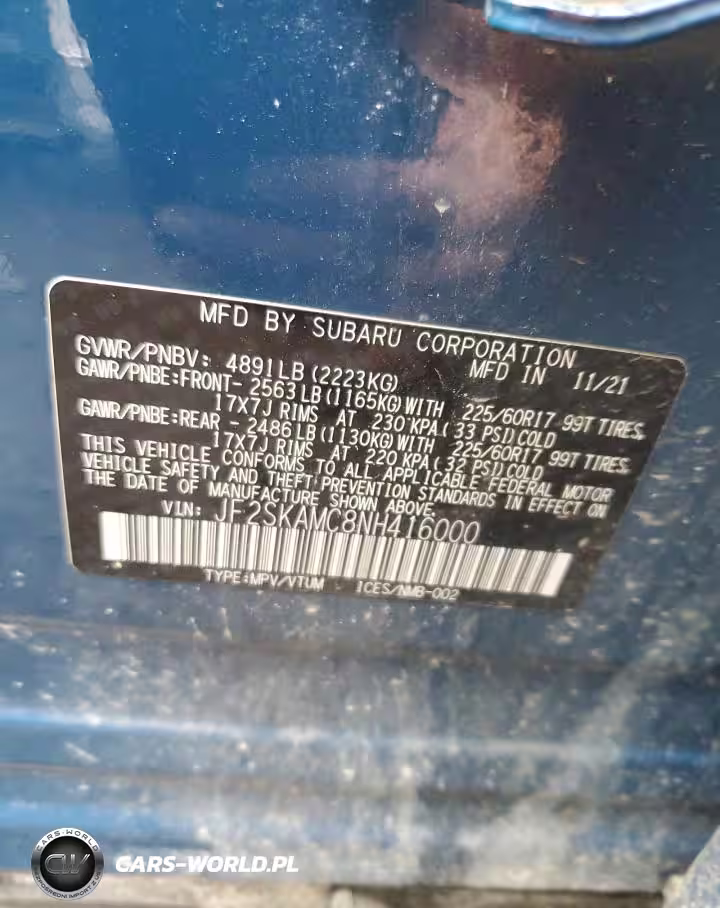 MFD BY SUBARU CORPORATION
GVWR/PNBV: 4891LB(2223KG) MFD IN 11/21
GAWR/PNBE:FRONT- 2563LB(1165KG)WITH 225/60R17 99T TIRES,
17X7J RIMS AT 230 KPA( 33 PSI)COLD
GAWR/PNBE:REAR - 2486LB(1130KG)WITH 225/60R17 99T TIRES,
17X7J RIMS AT 220 KPA( 32 PSI)COLD
THIS VEHICLE CONFORMS TO ALL APPLICABLE FEDERAL MOTOR
VEHICLE SAFETY AND THEFT PREVENTION STANDARDS IN EFFECT ON
THE DATE OF MANUFACTURE SHOWN ABOVE.
VIN: JF2SKAMC8NH416000
TYPE:MPV/VTUM ICES/NMB-002
CARS-WORLD
CW
CARS-WORLD.PL